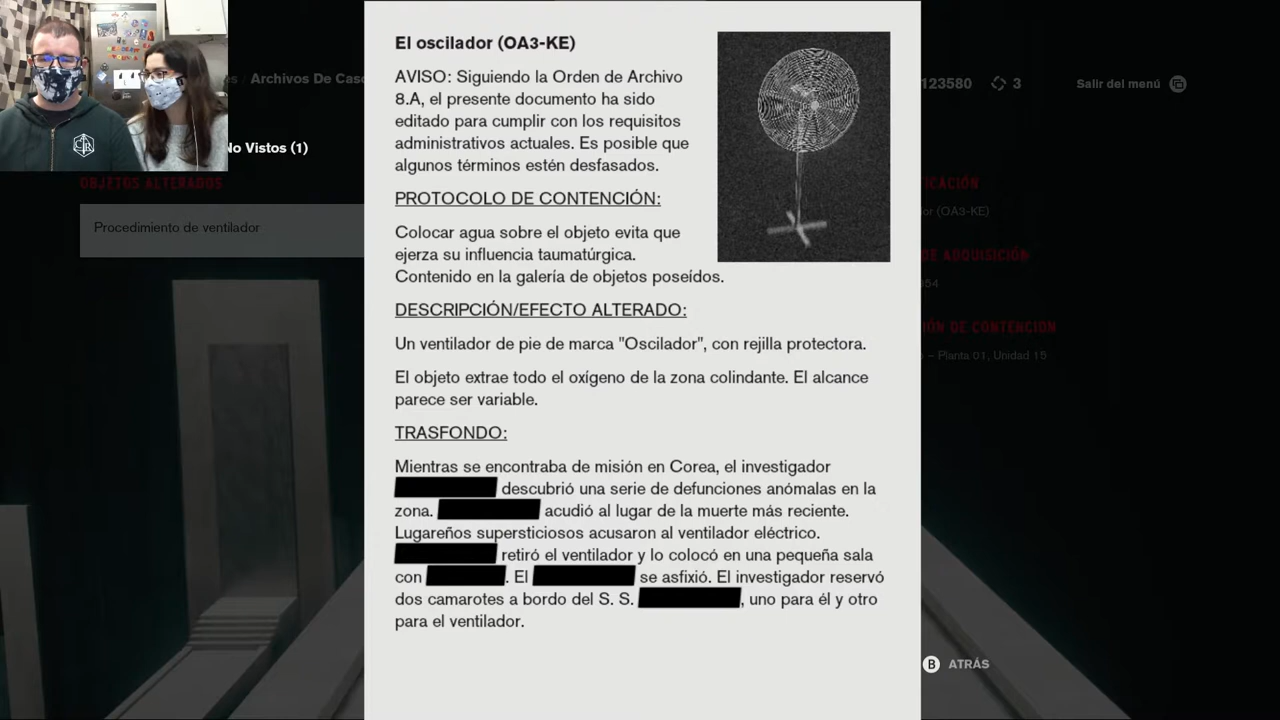 es / Archivos De Caso
No Vistos (1)
OBJETOS ALTERADOS
Procedimiento de ventilador
El oscilador (OA3-KE)
AVISO: Siguiendo la Orden de Archivo
8.A, el presente documento ha sido
editado para cumplir con los requisitos
administrativos actuales. Es posible que
algunos términos estén desfasados.
PROTOCOLO DE CONTENCIÓN:
Colocar agua sobre el objeto evita que
ejerza su influencia taumatúrgica.
Contenido en la galería de objetos poseídos.
DESCRIPCIÓN/EFECTO ALTERADO:
Un ventilador de pie de marca "Oscilador", con rejilla protectora.
El objeto extrae todo el oxígeno de la zona colindante. El alcance
parece ser variable.
TRASFONDO:
Mientras se encontraba de misión en Corea, el investigador
descubrió una serie de defunciones anómalas en la
zona. acudió al lugar de la muerte más reciente.
Lugareños supersticiosos acusaron al ventilador eléctrico.
retiró el ventilador y lo colocó en una pequeña sala
con . El se asfixió. El investigador reservó
dos camarotes a bordo del S. S. , uno para él y otro
para el ventilador.
123580 3
Salir del menú
ICACIÓN
or (OA3-KE)
DE ADQUISICIÓN
54
IÓN DE CONTENCIÓN
– Planta 01, Unidad 15
B ATRÁS